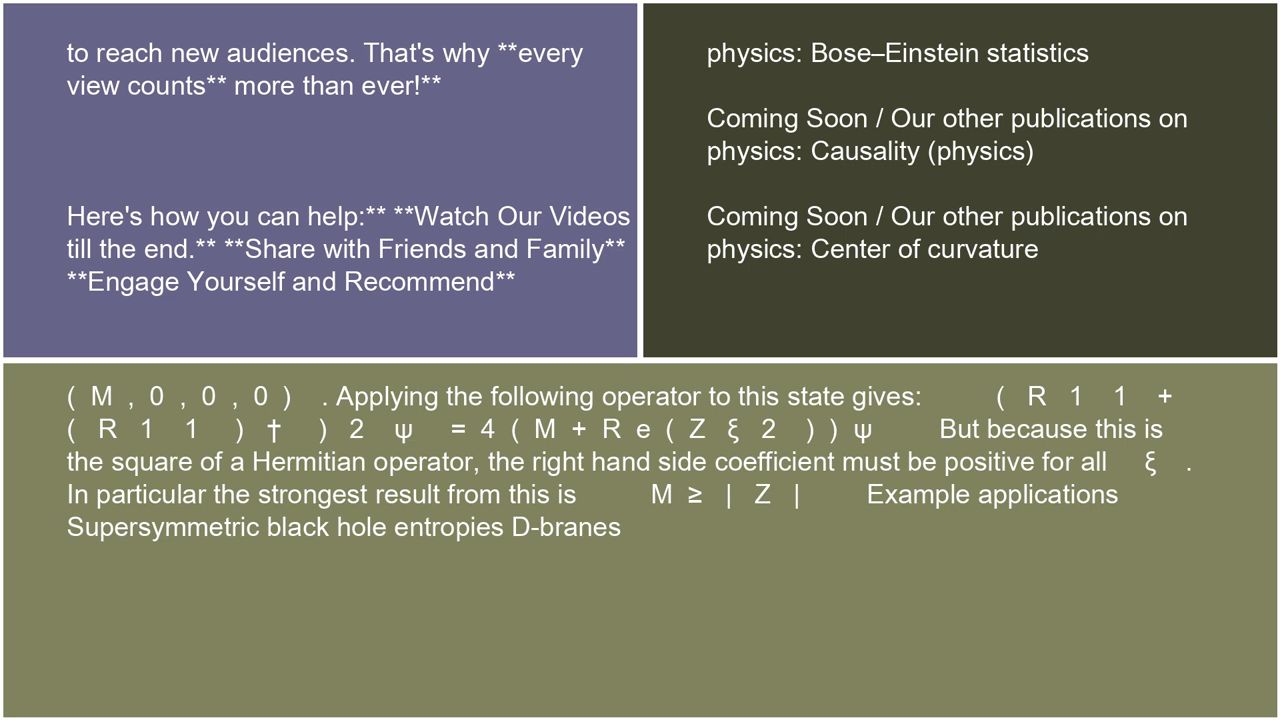 to reach new audiences. That's why **every
view counts** more than ever!**
Here's how you can help:** **Watch Our Videos
till the end.** **Share with Friends and Family**
**Engage Yourself and Recommend**
physics: Bose–Einstein statistics
Coming Soon / Our other publications on
physics: Causality (physics)
Coming Soon / Our other publications on
physics: Center of curvature
( M , 0 , 0 , 0 ) . Applying the following operator to this state gives: ( R 1 1 +
( R 1 1 ) † ) 2 ψ = 4 ( M + R e ( Z ξ 2 ) ) ψ But because this is
the square of a Hermitian operator, the right hand side coefficient must be positive for all ξ .
In particular the strongest result from this is M ≥ | Z | Example applications
Supersymmetric black hole entropies D-branes